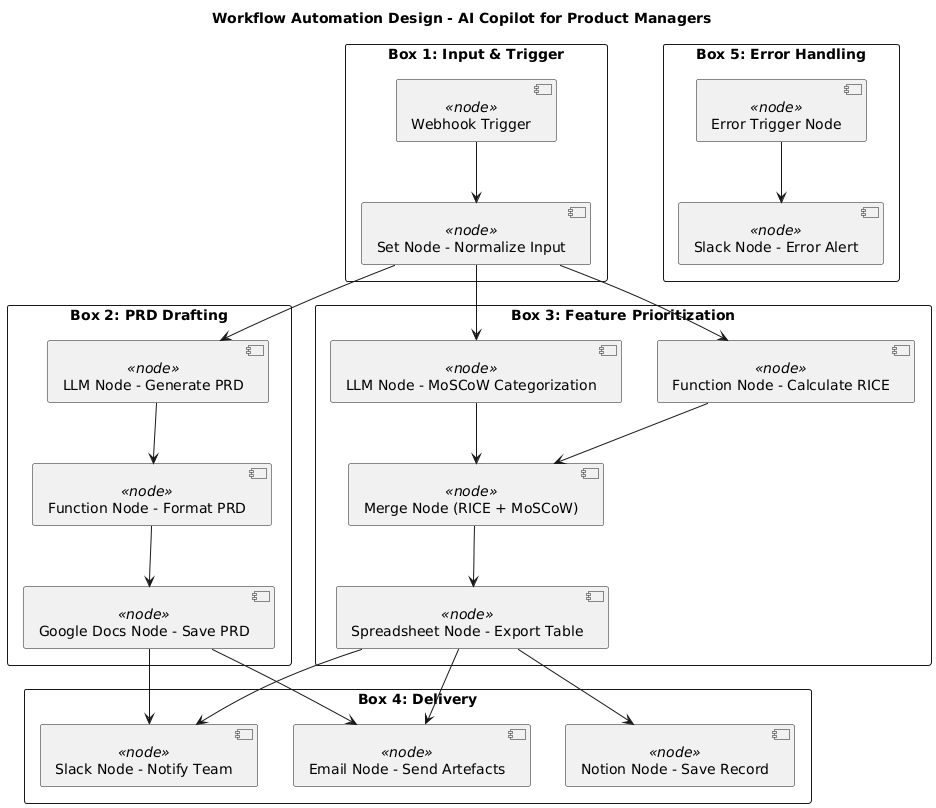 Workflow Automation Design - AI Copilot for Product Managers
Box 1: Input & Trigger
«node»
Webhook Trigger
«node»
Set Node - Normalize Input
Box 5: Error Handling
«node»
Error Trigger Node
«node»
Slack Node - Error Alert
Box 2: PRD Drafting
«node»
LLM Node - Generate PRD
«node»
Function Node - Format PRD
«node»
Google Docs Node - Save PRD
Box 3: Feature Prioritization
«node»
LLM Node - MoSCoW Categorization
«node»
Function Node - Calculate RICE
«node»
Merge Node (RICE + MoSCoW)
«node»
Spreadsheet Node - Export Table
Box 4: Delivery
«node»
Slack Node - Notify Team
«node»
Email Node - Send Artefacts
«node»
Notion Node - Save Record